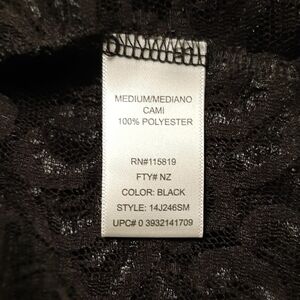 MEDIUM/MEDIANO
CAMI
100% POLYESTER
RN#115819
FTY# NZ
COLOR: BLACK
STYLE: 14J246SM
UPC# 0 3932141709